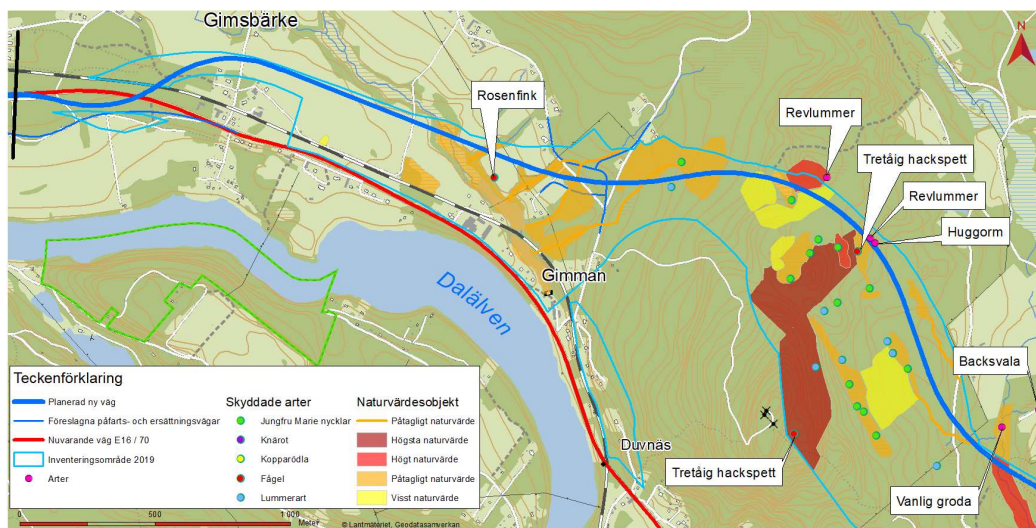 Gimsbärke
Rosenfink
Revlummer
Tretåig hackspett
Revlummer
Huggorm
Gimman
Dalälven
Backsvala
Duvnäs
Tretåig hackspett
Vanlig groda
Teckenförklaring
Planerad ny väg
Föreslagna påfarts- och ersättningsvägar
Nuvarande väg E16 / 70
Inventeringsområde 2019
Arter
Skyddade arter
Jungfru Marie nycklar
Knärot
Kopparödla
Fågel
Lummerart
Naturvärdesobjekt
Påtagligt naturvärde
Högsta naturvärde
Högt naturvärde
Påtagligt naturvärde
Visst naturvärde
0 500 1 000
Meter
© Lantmäteriet, Geodatasamverkan